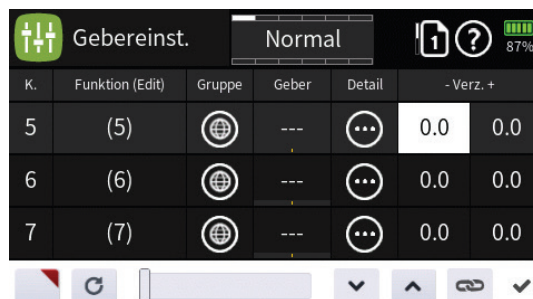 Gebereinst. Normal 1 ? 87%
K. Funktion (Edit) Gruppe Geber Detail - Verz. +
5 (5) --- 0.0 0.0
6 (6) --- 0.0 0.0
7 (7) --- 0.0 0.0